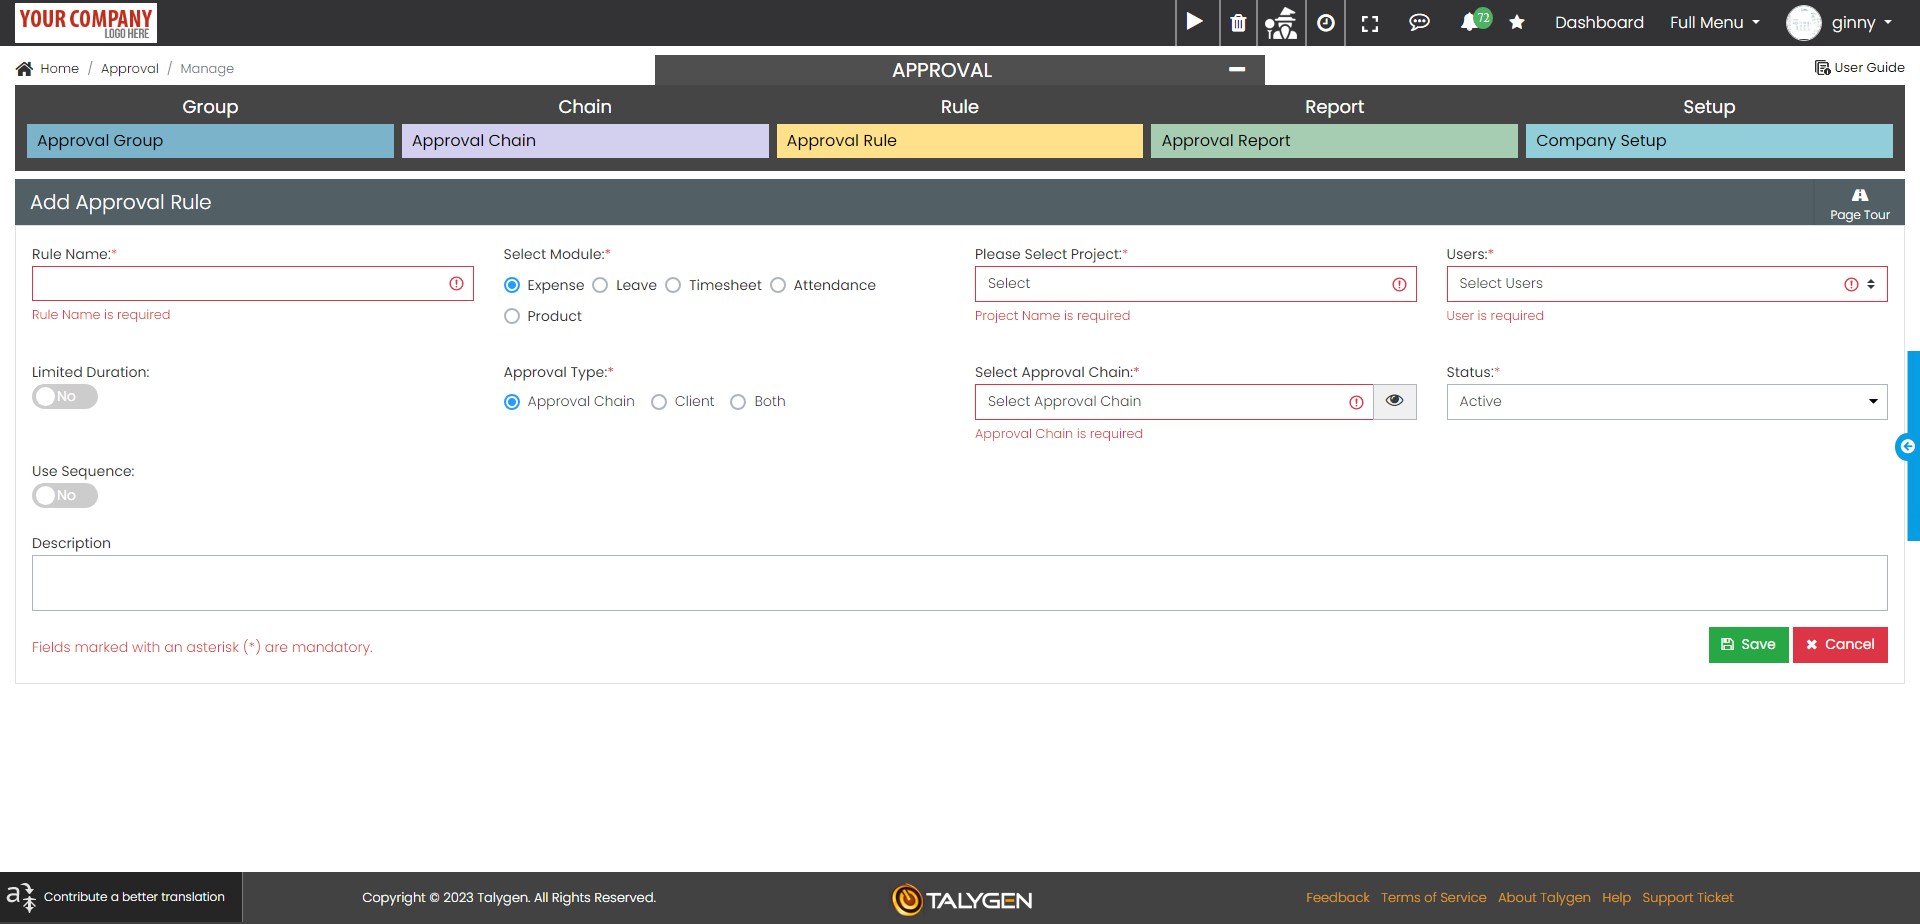 YOUR COMPANY
LOGO HERE
72
Dashboard
Full Menu
ginny
Home / Approval / Manage
APPROVAL
User Guide
Group
Chain
Rule
Report
Setup
Approval Group
Approval Chain
Approval Rule
Approval Report
Company Setup
Add Approval Rule
Page Tour
Rule Name:*
Select Module:*
Please Select Project:*
Users:*
Expense
Leave
Timesheet
Attendance
Product
Select
Select Users
Rule Name is required
Project Name is required
User is required
Limited Duration:
No
Approval Type:*
Approval Chain
Client
Both
Select Approval Chain:*
Select Approval Chain
Approval Chain is required
Status:*
Active
Use Sequence:
No
Description
Fields marked with an asterisk (*) are mandatory.
Save
Cancel
Contribute a better translation
Copyright © 2023 Talygen. All Rights Reserved.
TALYGEN
Feedback
Terms of Service
About Talygen
Help
Support Ticket